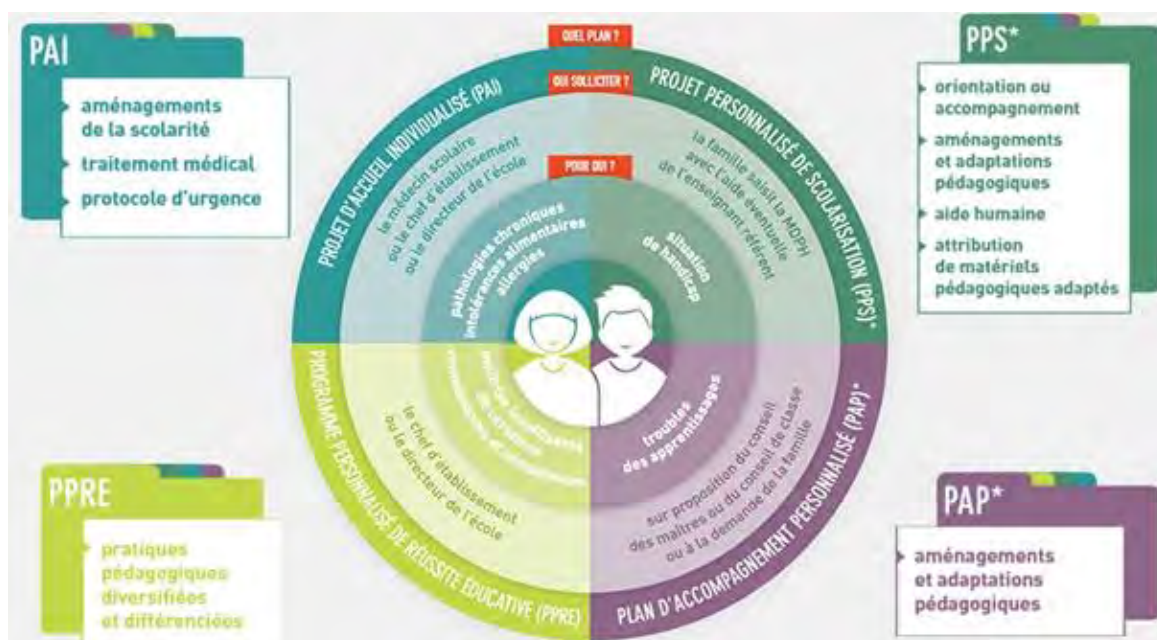 PAI
aménagements
de la scolarité
traitement médical
protocole d'urgence
QUEL PLAN ?
QUI SOLLICITER ?
POUR QUI ?
PROJET D'ACCUEIL INDIVIDUALISÉ (PAI)
le médecin scolaire
ou le chef d'établissement
ou le directeur de l'école
pathologies chroniques
intolérances alimentaires
allergies
PROJET PERSONNALISÉ DE SCOLARISATION (PPS)*
la famille saisit la MDPH
avec l'aide éventuelle
de l'enseignant référent
situation
de handicap
PPS*
orientation ou
accompagnement
aménagements
et adaptations
pédagogiques
aide humaine
attribution
de matériels
pédagogiques adaptés
PPRE
pratiques
pédagogiques
diversifiées
et différenciées
PROGRAMME PERSONNALISÉ DE RÉUSSITE ÉDUCATIVE (PPRE)
le chef d'établissement
ou le directeur de l'école
PLAN D'ACCOMPAGNEMENT PERSONNALISÉ (PAP)*
sur proposition du conseil
des maîtres ou du conseil de classe
ou à la demande de la famille
troubles
des apprentissages
PAP*
aménagements
et adaptations
pédagogiques